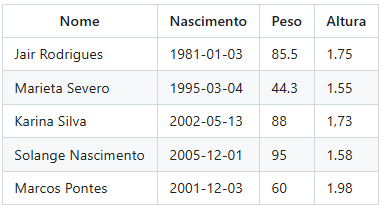 Nome Nascimento Peso Altura
Jair Rodrigues 1981-01-03 85.5 1.75
Marieta Severo 1995-03-04 44.3 1.55
Karina Silva 2002-05-13 88 1,73
Solange Nascimento 2005-12-01 95 1.58
Marcos Pontes 2001-12-03 60 1.98